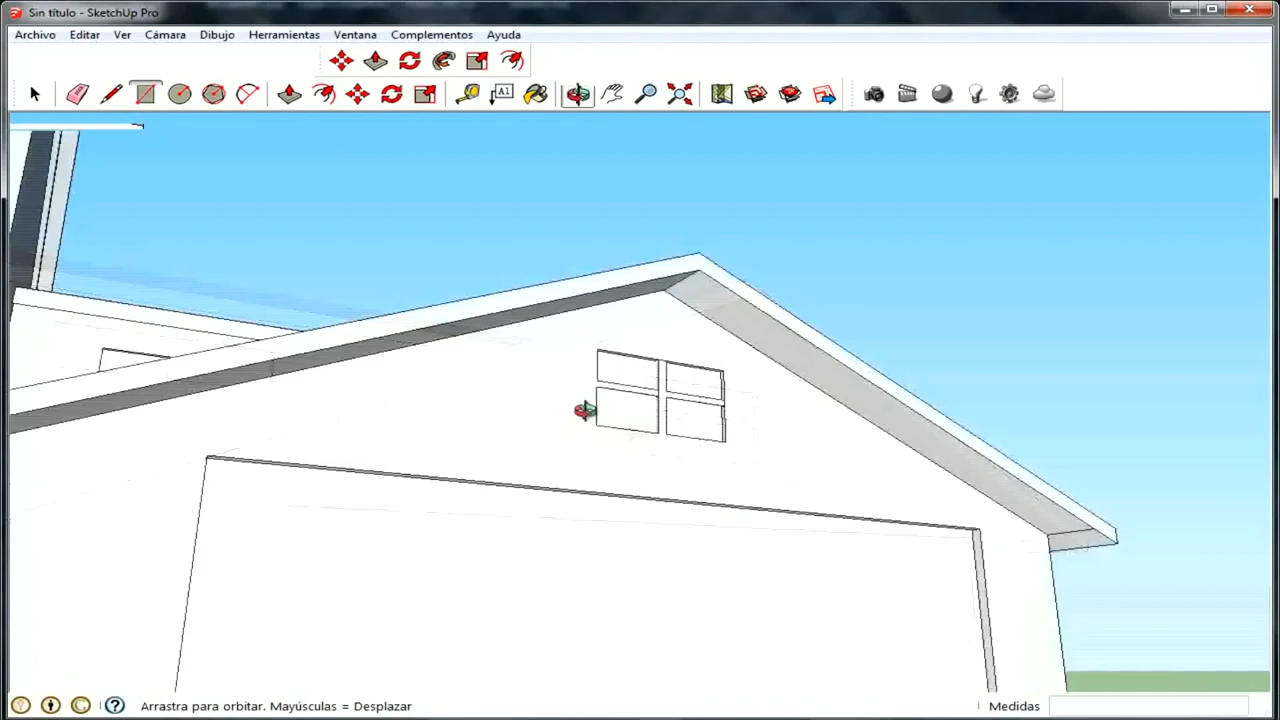 Sin título - SketchUp Pro
Archivo Editar Ver Cámara Dibujo Herramientas Ventana Complementos Ayuda
A1
Arrastra para orbitar. Mayúsculas = Desplazar Medidas